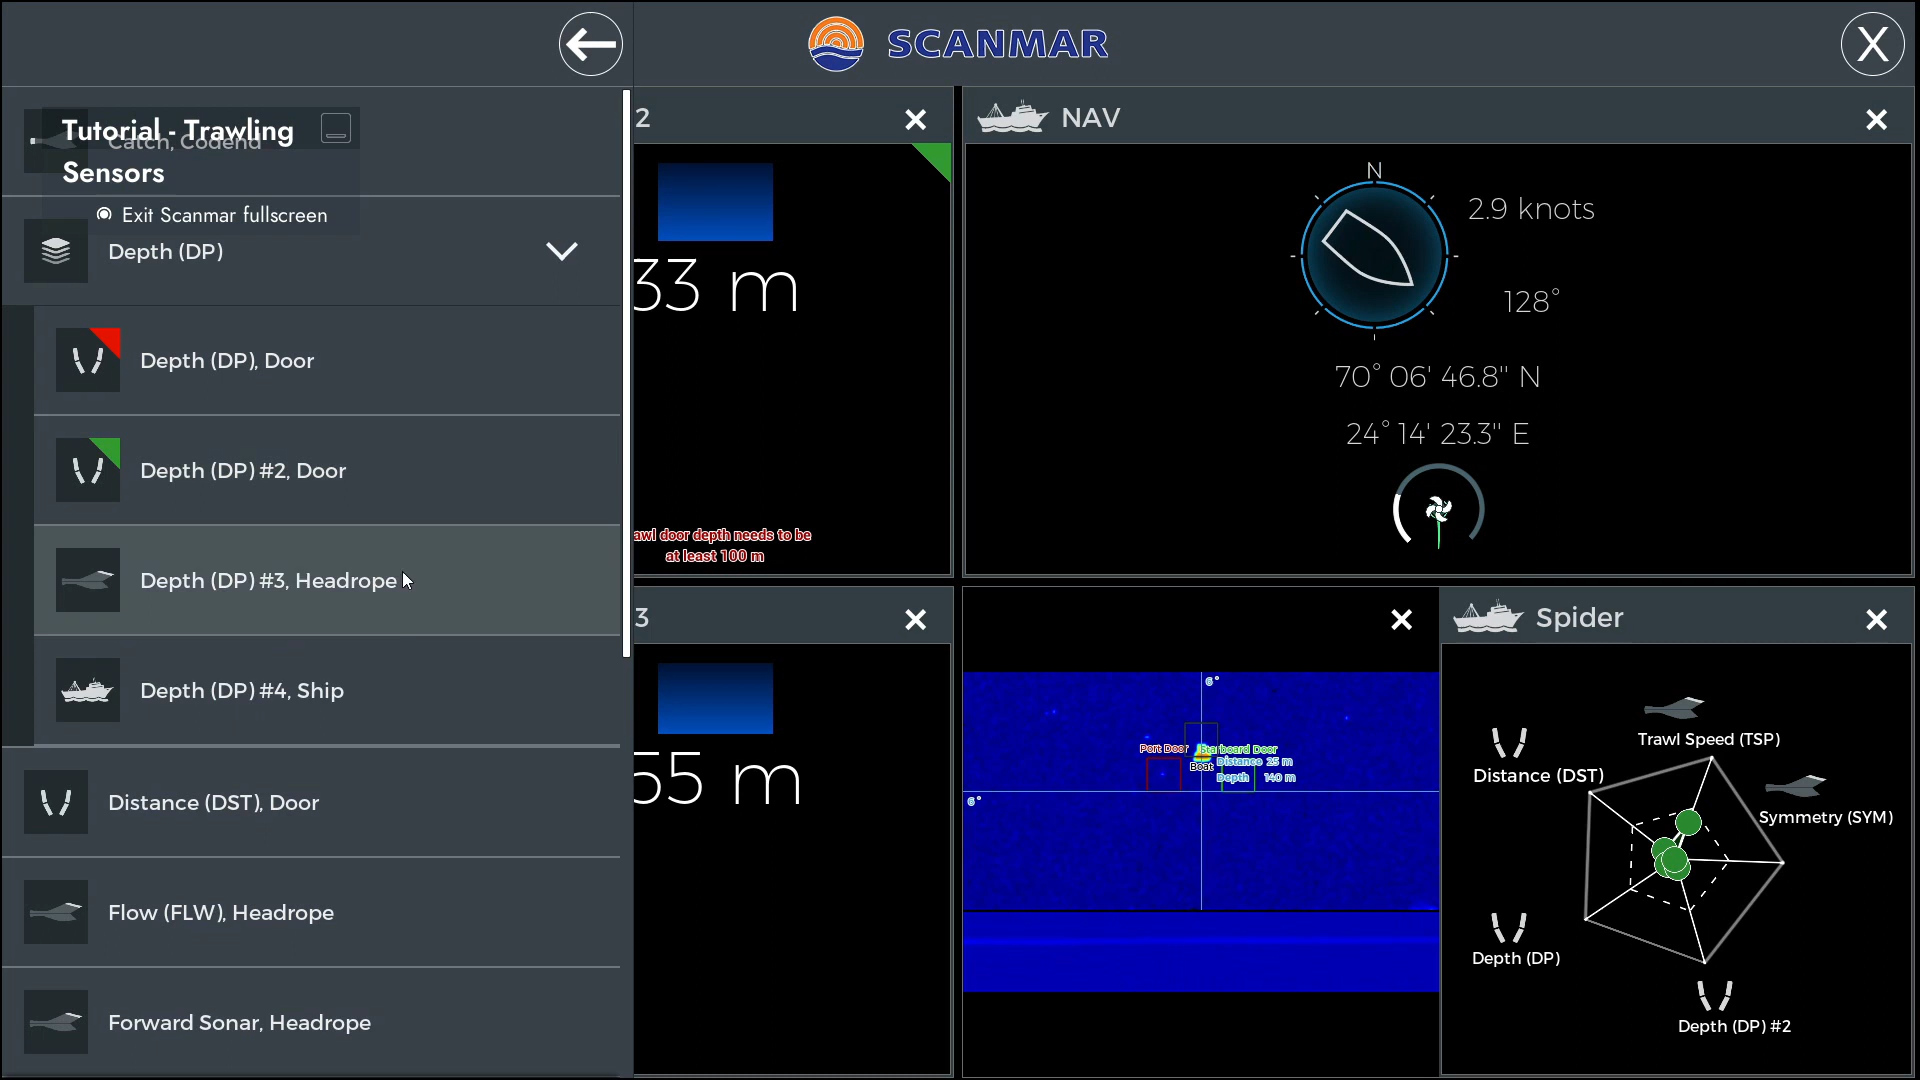 SCANMAR
X
Tutorial - Trawling
Sensors
Catch, Codend
Exit Scanmar fullscreen
Depth (DP)
Depth (DP), Door
Depth (DP) #2, Door
Depth (DP) #3, Headrope
Depth (DP) #4, Ship
Distance (DST), Door
Flow (FLW), Headrope
Forward Sonar, Headrope
2
33 m
awl door depth needs to be
at least 100 m
NAV
N
2.9 knots
128°
70° 06' 46.8" N
24° 14' 23.3" E
3
55 m
6°
Port Door
Starboard Door
Distance 25 m
Boat
Depth 140 m
6°
Spider
Trawl Speed (TSP)
Distance (DST)
Symmetry (SYM)
Depth (DP)
Depth (DP) #2